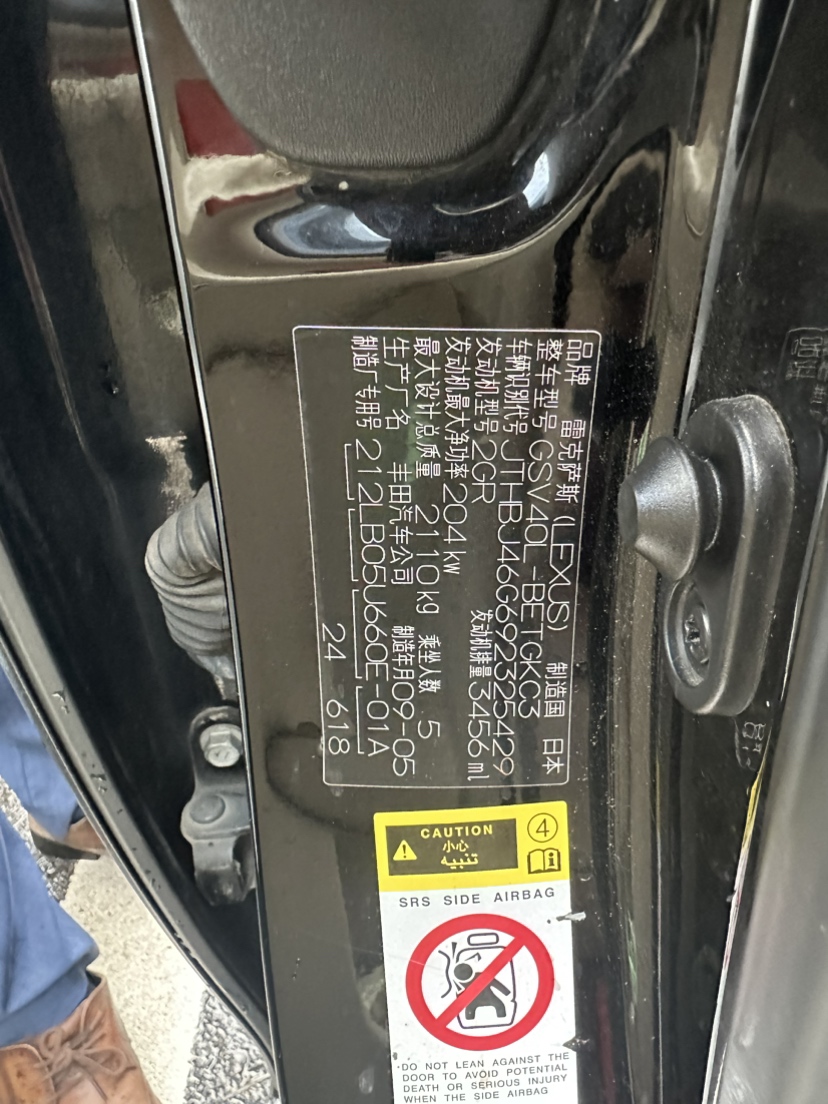 品牌 雷克萨斯 (LEXUS) 制造国 日本
整车型号 GSV40L-BETGKC3
车辆识别代号 JTHBJ46G692325429
发动机型号 2GR 发动机排量 3456 ml
发动机最大净功率 204 kw
最大设计总质量 2110 kg 乘坐人数 5
生产厂名 丰田汽车公司 制造年月 09-05
制造厂专用号 212LB05U660E-01A
24 618
CAUTION
小心
تنبيه
4
SRS SIDE AIRBAG
DO NOT LEAN AGAINST THE
DOOR TO AVOID POTENTIAL
DEATH OR SERIOUS INJURY
WHEN THE SIDE AIRBAG